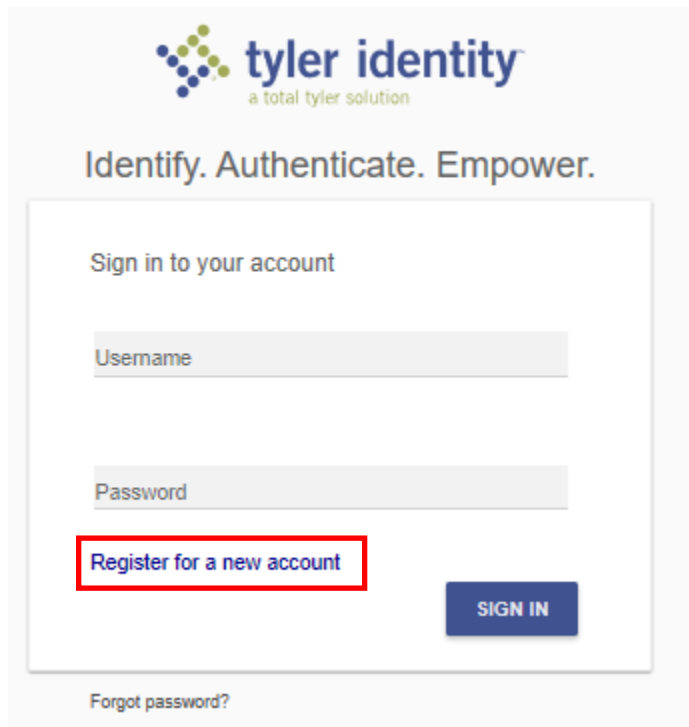 tyler identity
a total tyler solution
Identify. Authenticate. Empower.
Sign in to your account
Username
Password
Register for a new account
SIGN IN
Forgot password?